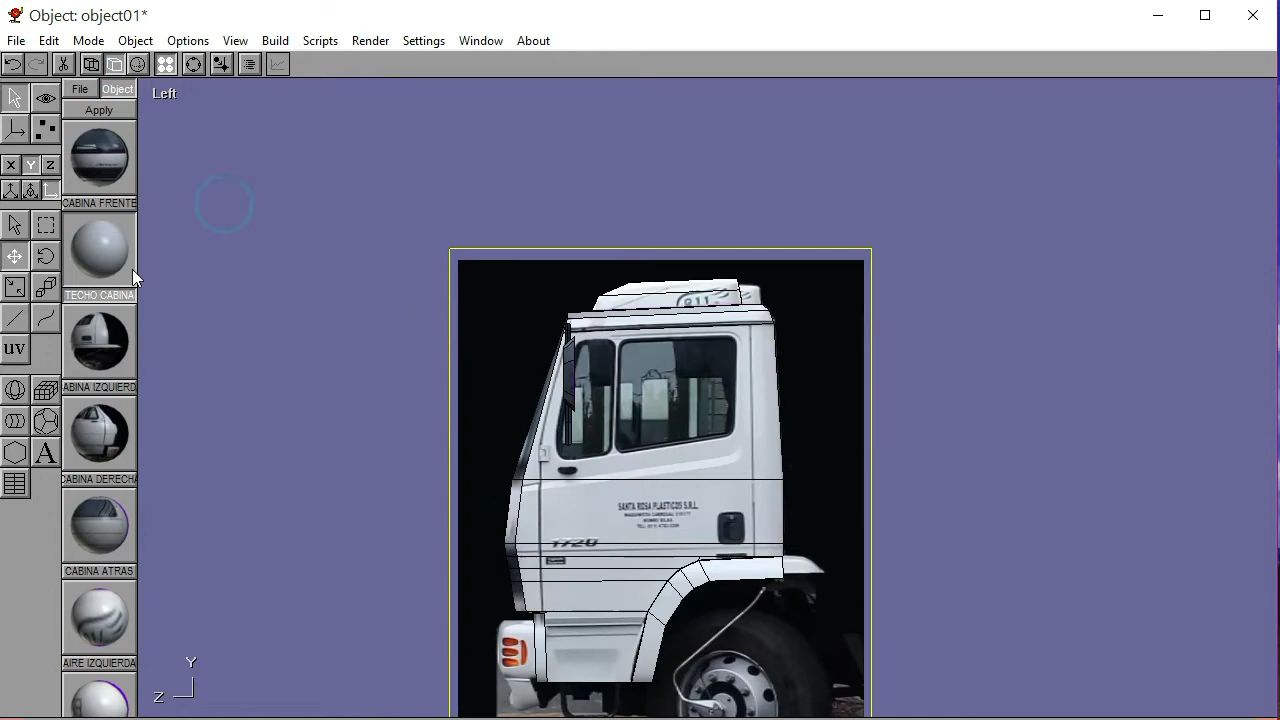 Object: object01*
File Edit Mode Object Options View Build Scripts Render Settings Window About
File Object
Left
Apply
X Y Z
CABINA FRENTE
TECHO CABINA
uv
ABINA IZQUIERD
A
CABINA DERECHA
CABINA ATRAS
AIRE IZQUIERDA
SANTA ROSA PLASTICOS S.R.L.
1720
Y
Z